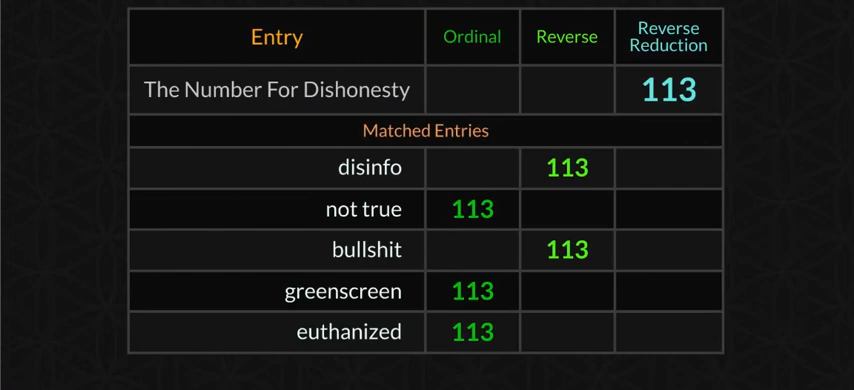 Entry Ordinal Reverse Reverse
Reduction
The Number For Dishonesty 113
Matched Entries
disinfo 113
not true 113
bullshit 113
greenscreen 113
euthanized 113